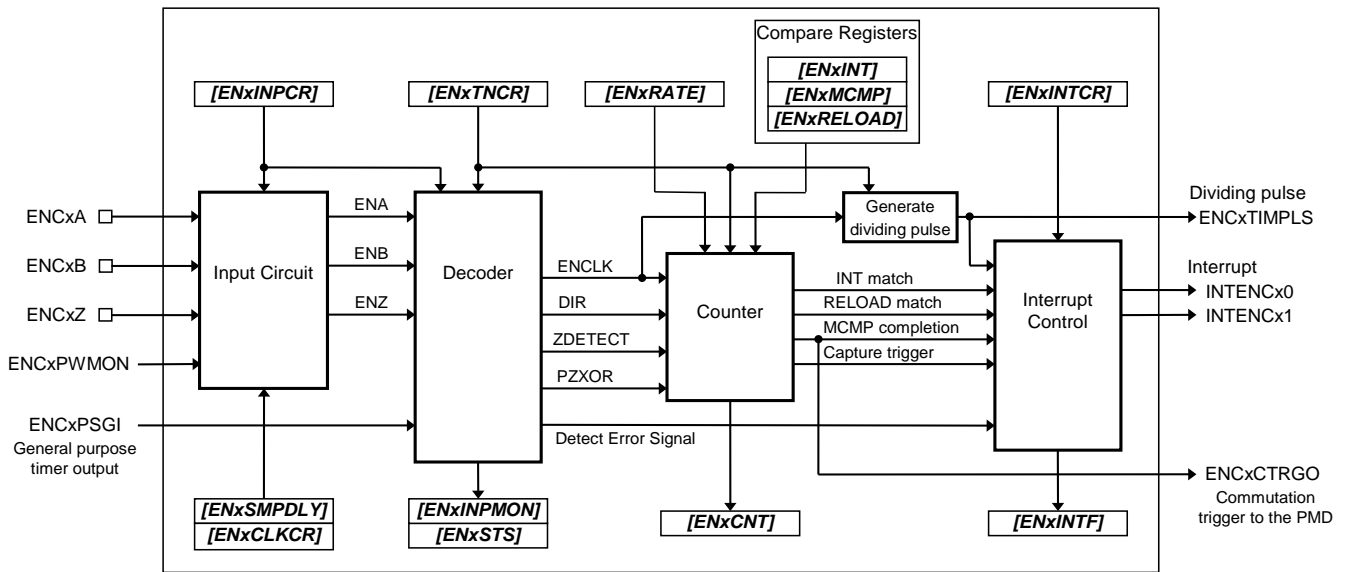 Compare Registers
[ENxINT]
[ENxMCMP]
[ENxRELOAD]
[ENxINPCR]
[ENxTNCR]
[ENxRATE]
[ENxINTCR]
ENCxA
ENCxB
ENCxZ
ENCxPWMON
ENCxPSGI
General purpose
timer output
Input Circuit
ENA
ENB
ENZ
Decoder
ENCLK
DIR
ZDETECT
PZXOR
Detect Error Signal
Counter
Generate
dividing pulse
INT match
RELOAD match
MCMP completion
Capture trigger
Interrupt
Control
Dividing pulse
ENCxTIMPLS
Interrupt
INTENCx0
INTENCx1
ENCxCTRGO
Commutation
trigger to the PMD
[ENxSMPDLY]
[ENxCLKCR]
[ENxINPMON]
[ENxSTS]
[ENxCNT]
[ENxINTF]